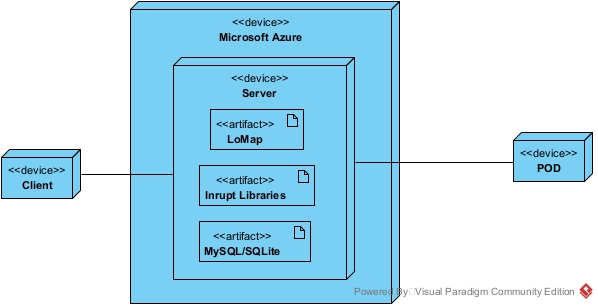 <<device>>
Microsoft Azure
<<device>>
Server
<<artifact>>
LoMap
<<artifact>>
Inrupt Libraries
<<artifact>>
MySQL/SQLite
<<device>>
Client
<<device>>
POD
Powered By Visual Paradigm Community Edition